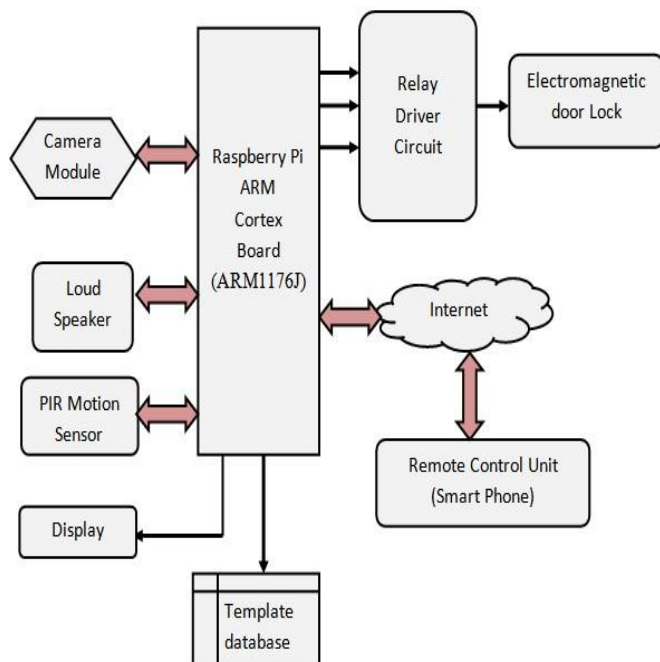 Camera
Module
Loud
Speaker
PIR Motion
Sensor
Display
Raspberry Pi
ARM
Cortex
Board
(ARM1176J)
Template
database
Relay
Driver
Circuit
Electromagnetic
door Lock
Internet
Remote Control Unit
(Smart Phone)